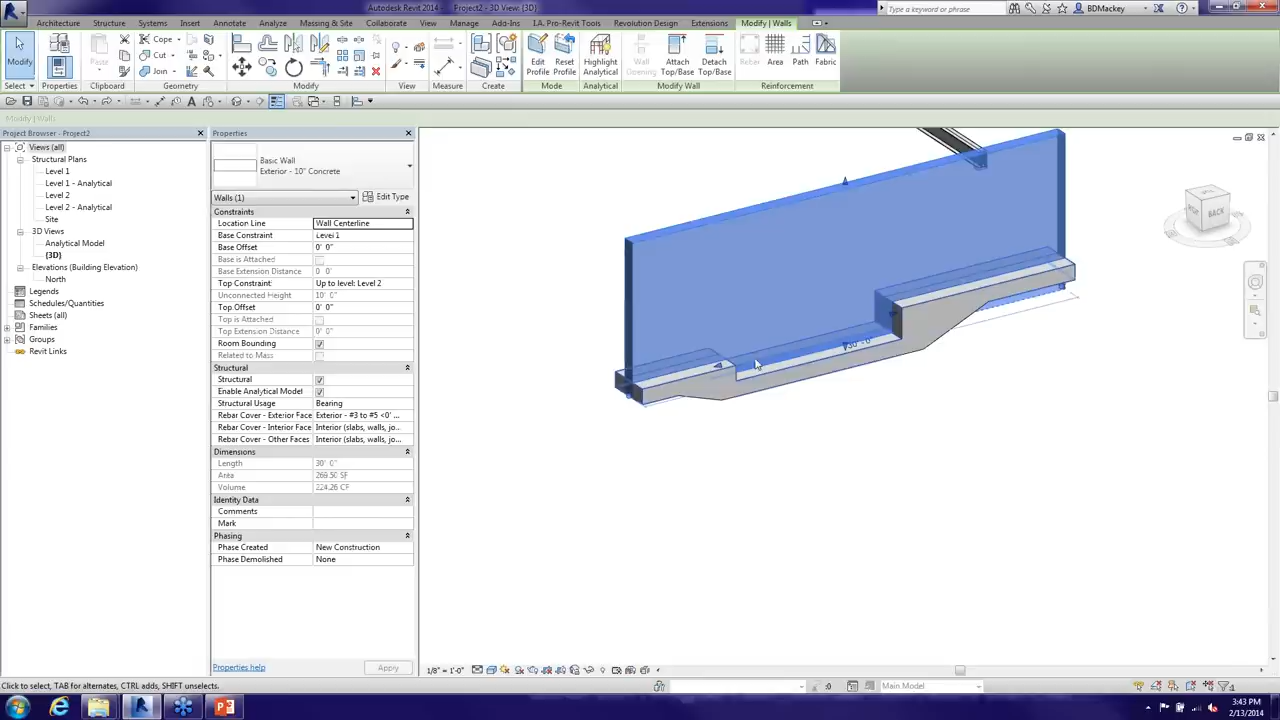 Autodesk Revit 2014 - Project2 - 3D View: {3D}
Type a keyword or phrase
BDMackey
Architecture Structure Systems Insert Annotate Analyze Massing & Site Collaborate View Manage Add-Ins I.A. Pro-Revit Tools Revolution Design Extensions Modify | Walls
Modify
Paste
Cope
Cut
Join
Edit Profile
Reset Profile
Highlight Analytical
Wall Opening
Attach Top/Base
Detach Top/Base
Rebar
Area
Path
Fabric
Select Properties Clipboard Geometry Modify View Measure Create Mode Analytical Modify Wall Reinforcement
Modify | Walls
Project Browser - Project2
Views (all)
Structural Plans
Level 1
Level 1 - Analytical
Level 2
Level 2 - Analytical
Site
3D Views
Analytical Model
{3D}
Elevations (Building Elevation)
North
Legends
Schedules/Quantities
Sheets (all)
Families
Groups
Revit Links
Properties
Basic Wall
Exterior - 10" Concrete
Walls (1)
Edit Type
Constraints
Location Line Wall Centerline
Base Constraint Level 1
Base Offset 0' 0"
Base is Attached
Base Extension Distance 0' 0"
Top Constraint Up to level: Level 2
Unconnected Height 10' 0"
Top Offset 0' 0"
Top is Attached
Top Extension Distance 0' 0"
Room Bounding
Related to Mass
Structural
Structural
Enable Analytical Model
Structural Usage Bearing
Rebar Cover - Exterior Face Exterior - #3 to #5 <0' ...
Rebar Cover - Interior Face Interior (slabs, walls, jo...
Rebar Cover - Other Faces Interior (slabs, walls, jo...
Dimensions
Length 30' 0"
Area 268.50 SF
Volume 224.26 CF
Identity Data
Comments
Mark
Phasing
Phase Created New Construction
Phase Demolished None
Properties help
Apply
BACK
30' - 0"
1/8" = 1'-0"
Click to select, TAB for alternates, CTRL adds, SHIFT unselects.
:0
Main Model
:1
3:43 PM
2/13/2014